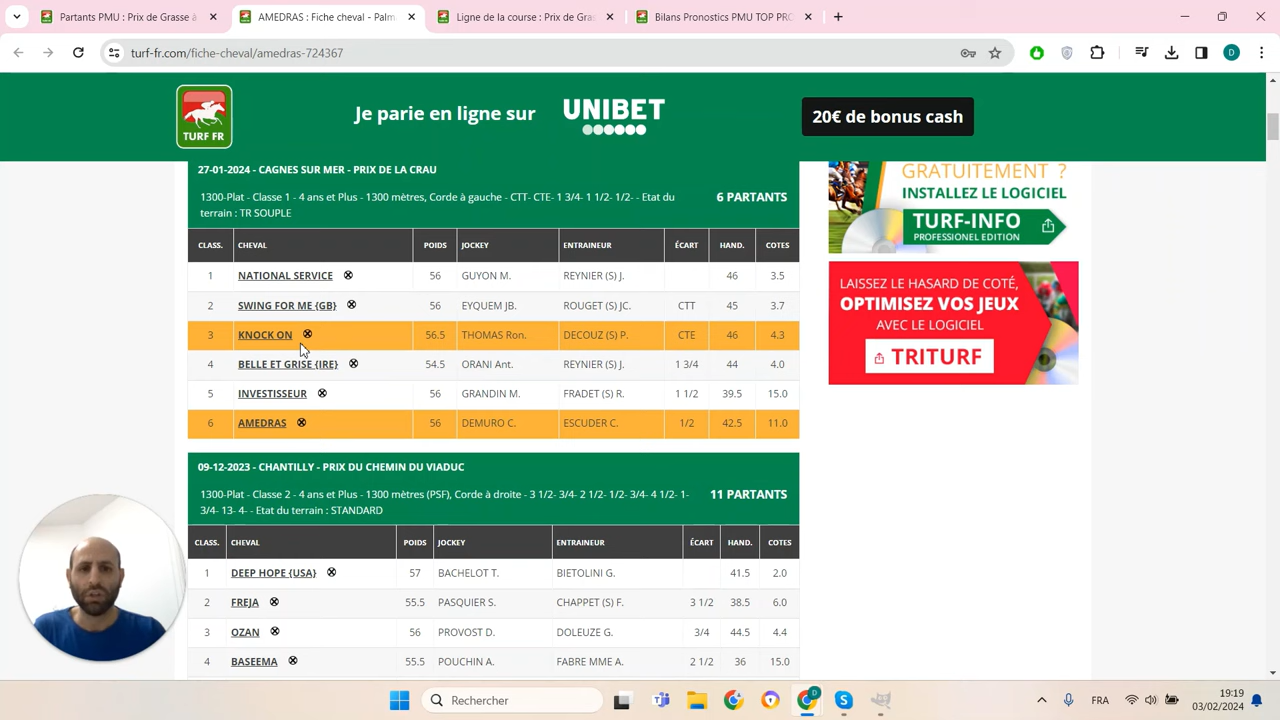 Partants PMU : Prix de Grasse à
AMEDRAS : Fiche cheval - Palm
Ligne de la course : Prix de Gras
Bilans Pronostics PMU TOP PRO
turf-fr.com/fiche-cheval/amedras-724367
D
TURF FR
Je parie en ligne sur
UNIBET
20€ de bonus cash
27-01-2024 - CAGNES SUR MER - PRIX DE LA CRAU
1300-Plat - Classe 1 - 4 ans et Plus - 1300 mètres, Corde à gauche - CTT- CTE- 1 3/4- 1 1/2- 1/2- - Etat du
terrain : TR SOUPLE
6 PARTANTS
CLASS. CHEVAL POIDS JOCKEY ENTRAINEUR ÉCART HAND. COTES
1 NATIONAL SERVICE 56 GUYON M. REYNIER (S) J. 46 3.5
2 SWING FOR ME {GB} 56 EYQUEM JB. ROUGET (S) JC. CTT 45 3.7
3 KNOCK ON 56.5 THOMAS Ron. DECOUZ (S) P. CTE 46 4.3
4 BELLE ET GRISE {IRE} 54.5 ORANI Ant. REYNIER (S) J. 1 3/4 44 4.0
5 INVESTISSEUR 56 GRANDIN M. FRADET (S) R. 1 1/2 39.5 15.0
6 AMEDRAS 56 DEMURO C. ESCUDER C. 1/2 42.5 11.0
09-12-2023 - CHANTILLY - PRIX DU CHEMIN DU VIADUC
1300-Plat - Classe 2 - 4 ans et Plus - 1300 mètres (PSF), Corde à droite - 3 1/2- 3/4- 2 1/2- 1/2- 3/4- 4 1/2- 1-
3/4- 13- 4- - Etat du terrain : STANDARD
11 PARTANTS
CLASS. CHEVAL POIDS JOCKEY ENTRAINEUR ÉCART HAND. COTES
1 DEEP HOPE {USA} 57 BACHELOT T. BIETOLINI G. 41.5 2.0
2 FREJA 55.5 PASQUIER S. CHAPPET (S) F. 3 1/2 38.5 6.0
3 OZAN 56 PROVOST D. DOLEUZE G. 3/4 44.5 4.4
4 BASEEMA 55.5 POUCHIN A. FABRE MME A. 2 1/2 36 15.0
GRATUITEMENT ?
INSTALLEZ LE LOGICIEL
TURF-INFO
PROFESIONEL EDITION
LAISSEZ LE HASARD DE COTÉ,
OPTIMISEZ VOS JEUX
AVEC LE LOGICIEL
TRITURF
Rechercher
D
FRA
19:19
03/02/2024